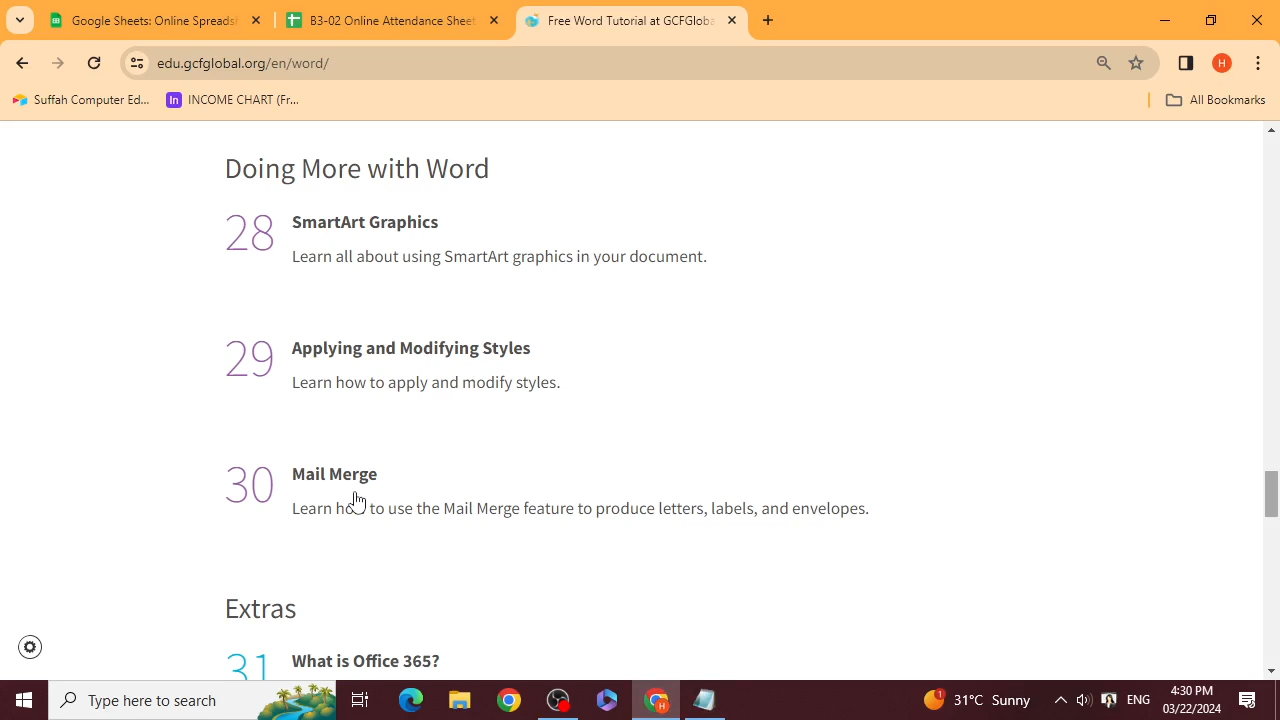 Google Sheets: Online Spreads
B3-02 Online Attendance Sheet
Free Word Tutorial at GCFGloba
edu.gcfglobal.org/en/word/
Suffah Computer Ed...
In INCOME CHART (Fr...
All Bookmarks
H
Doing More with Word
28 SmartArt Graphics
Learn all about using SmartArt graphics in your document.
29 Applying and Modifying Styles
Learn how to apply and modify styles.
30 Mail Merge
Learn how to use the Mail Merge feature to produce letters, labels, and envelopes.
Extras
31 What is Office 365?
Type here to search
H
1
31°C Sunny
ENG
4:30 PM
03/22/2024